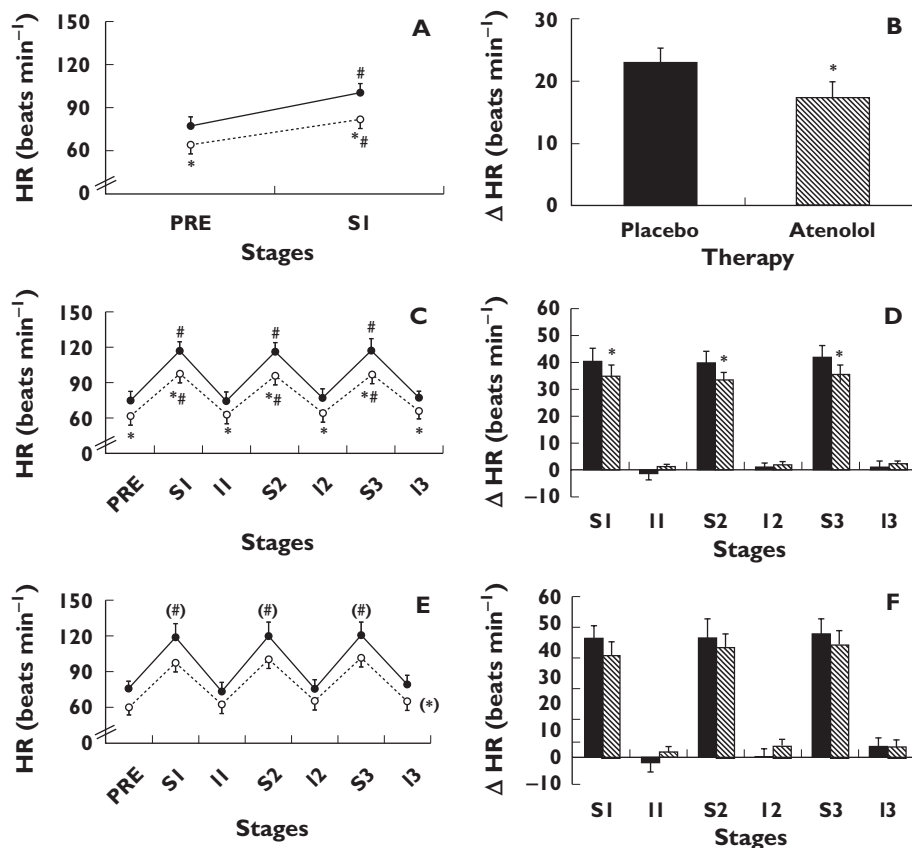 A
HR (beats min⁻¹)
150
120
90
60
0
#
*#
*
PRE S1
Stages
B
Δ HR (beats min⁻¹)
30
20
10
0
*
Placebo Atenolol
Therapy
C
HR (beats min⁻¹)
150
120
90
60
0
# # #
*# *# *#
* * * *
PRE S1 I1 S2 I2 S3 I3
Stages
D
Δ HR (beats min⁻¹)
60
50
40
30
20
10
0
−10
* * *
S1 I1 S2 I2 S3 I3
Stages
E
HR (beats min⁻¹)
150
120
90
60
0
(#) (#) (#)
(*)
PRE S1 I1 S2 I2 S3 I3
Stages
F
Δ HR (beats min⁻¹)
60
50
40
30
20
10
0
−10
S1 I1 S2 I2 S3 I3
Stages